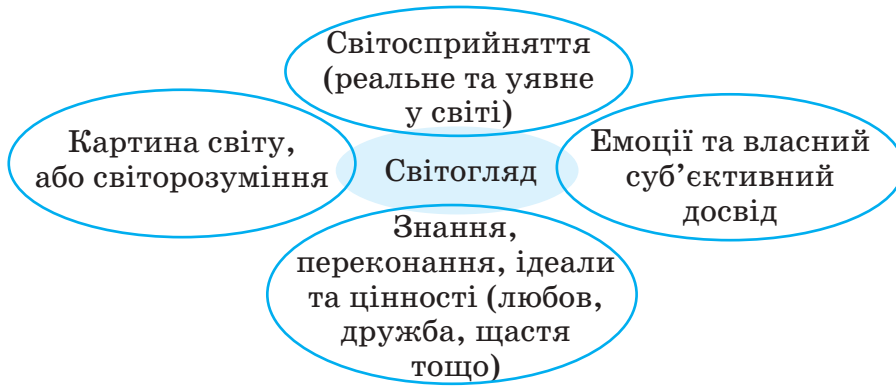 Світосприйняття
(реальне та уявне
у світі)
Картина світу,
або світорозуміння
Світогляд
Емоції та власний
суб’єктивний
досвід
Знання,
переконання, ідеали
та цінності (любов,
дружба, щастя
тощо)